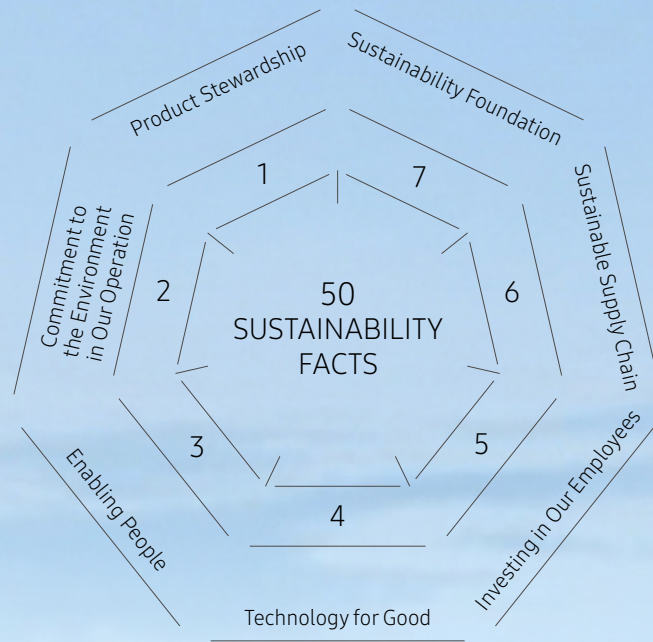 Product Stewardship
Sustainability Foundation
1
7
Commitment to
the Environment
in Our Operation
2
50
SUSTAINABILITY
FACTS
6
Sustainable Supply Chain
3
5
Enabling People
4
Investing in Our Employees
Technology for Good